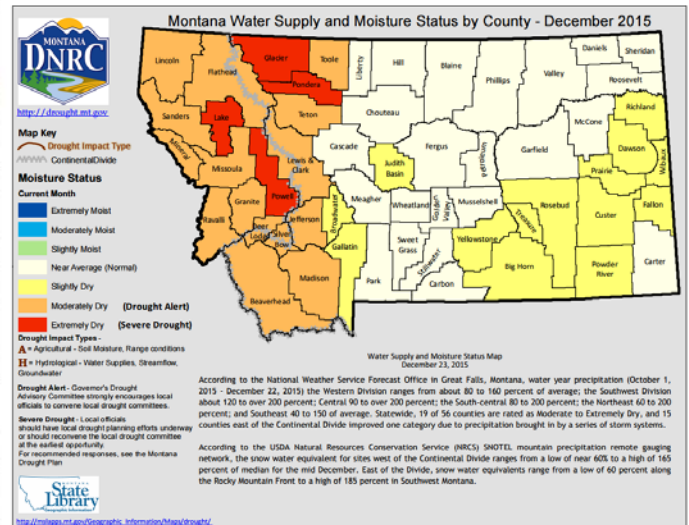 Montana Water Supply and Moisture Status by County - December 2015
MONTANA
DNRC
http://drought.mt.gov
Map Key
Drought Impact Type
ContinentalDivide
Moisture Status
Current Month
Extremely Moist
Moderately Moist
Slightly Moist
Near Average (Normal)
Slightly Dry
Moderately Dry (Drought Alert)
Extremely Dry (Severe Drought)
Drought Impact Types -
A = Agricultural - Soil Moisture, Range conditions
H = Hydrological - Water Supplies, Streamflow,
Groundwater
Drought Alert - Governor's Drought
Advisory Committee strongly encourages local
officials to convene local drought committees.
Severe Drought - Local officials
should have local drought planning efforts underway
or should reconvene the local drought committee
at the earliest opportunity.
For recommended responses, see the Montana
Drought Plan
Montana
State
Library
http://mslapps.mt.gov/Geographic_Information/Maps/drought/
Lincoln
Flathead
Glacier
Toole
Liberty
Hill
Blaine
Phillips
Valley
Daniels
Sheridan
Roosevelt
Pondera
Sanders
Lake
Teton
Chouteau
McCone
Richland
Mineral
Missoula
Lewis &
Clark
Cascade
Judith
Basin
Fergus
Petroleum
Garfield
Dawson
Prairie
Wibaux
Powell
Granite
Ravalli
Deer
Lodge
Silver
Bow
Jefferson
Broadwater
Meagher
Wheatland
Golden
Valley
Musselshell
Rosebud
Treasure
Custer
Fallon
Gallatin
Sweet
Grass
Stillwater
Yellowstone
Big Horn
Powder
River
Carter
Madison
Beaverhead
Park
Carbon
Water Supply and Moisture Status Map
December 23, 2015
According to the National Weather Service Forecast Office in Great Falls, Montana, water year precipitation (October 1,
2015 - December 22, 2015) the Western Division ranges from about 80 to 160 percent of average; the Southwest Division
about 120 to over 200 percent; Central 90 to over 200 percent; the South-central 80 to 200 percent; the Northeast 60 to 200
percent; and Southeast 40 to 150 of average. Statewide, 19 of 56 counties are rated as Moderate to Extremely Dry, and 15
counties east of the Continental Divide improved one category due to precipitation brought in by a series of storm systems.
According to the USDA Natural Resources Conservation Service (NRCS) SNOTEL mountain precipitation remote gauging
network, the snow water equivalent for sites west of the Continental Divide ranges from a low of near 60% to a high of 165
percent of median for the mid December. East of the Divide, snow water equivalents range from a low of 60 percent along
the Rocky Mountain Front to a high of 185 percent in Southwest Montana.